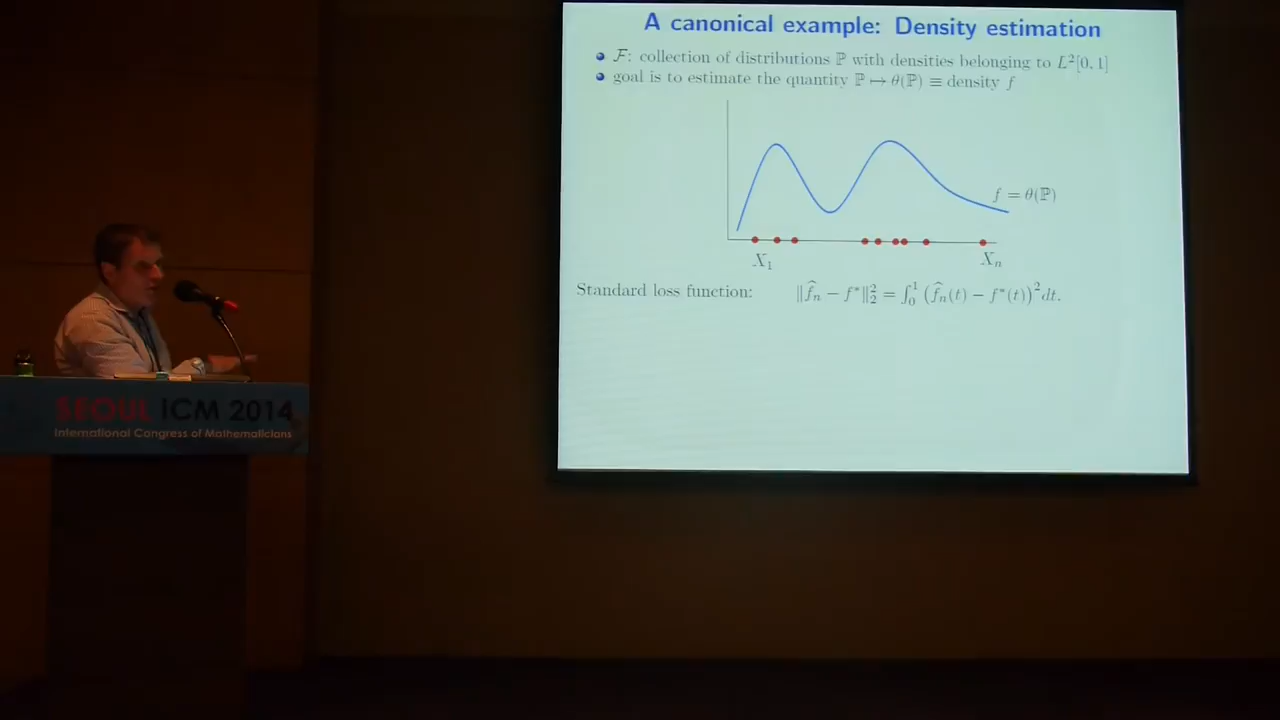 A canonical example: Density estimation
F: collection of distributions ℙ with densities belonging to L²[0, 1]
goal is to estimate the quantity ℙ ↦ θ(ℙ) ≡ density f
f = θ(ℙ)
X₁
Xₙ
Standard loss function: ‖f̂ₙ − f*‖₂² = ∫₀¹ (f̂ₙ(t) − f*(t))² dt.
SEOUL ICM 2014
International Congress of Mathematicians